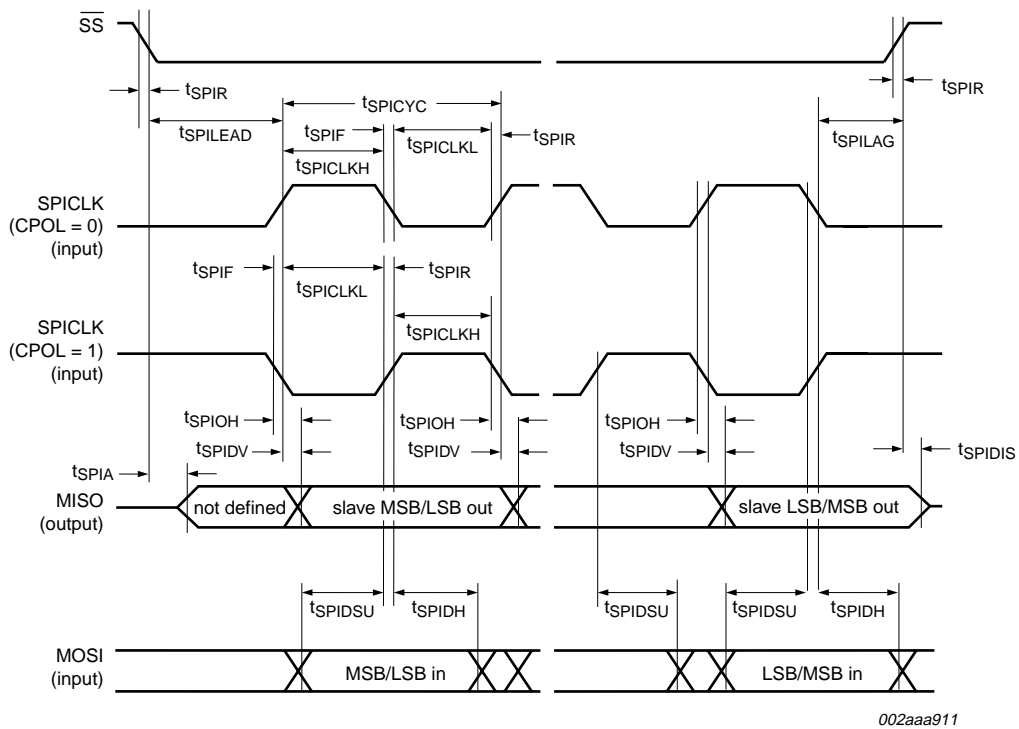 SS
tSPIR
tSPIR
tSPICYC
tSPILEAD
tSPIF
tSPICLKL
tSPIR
tSPILAG
tSPICLKH
SPICLK
(CPOL = 0)
(input)
tSPIF
tSPICLKL
tSPIR
tSPICLKH
SPICLK
(CPOL = 1)
(input)
tSPIOH
tSPIOH
tSPIOH
tSPIDV
tSPIDV
tSPIDV
tSPIDIS
tSPIA
MISO
(output)
not defined
slave MSB/LSB out
slave LSB/MSB out
tSPIDSU
tSPIDH
tSPIDSU
tSPIDSU
tSPIDH
MOSI
(input)
MSB/LSB in
LSB/MSB in
002aaa911